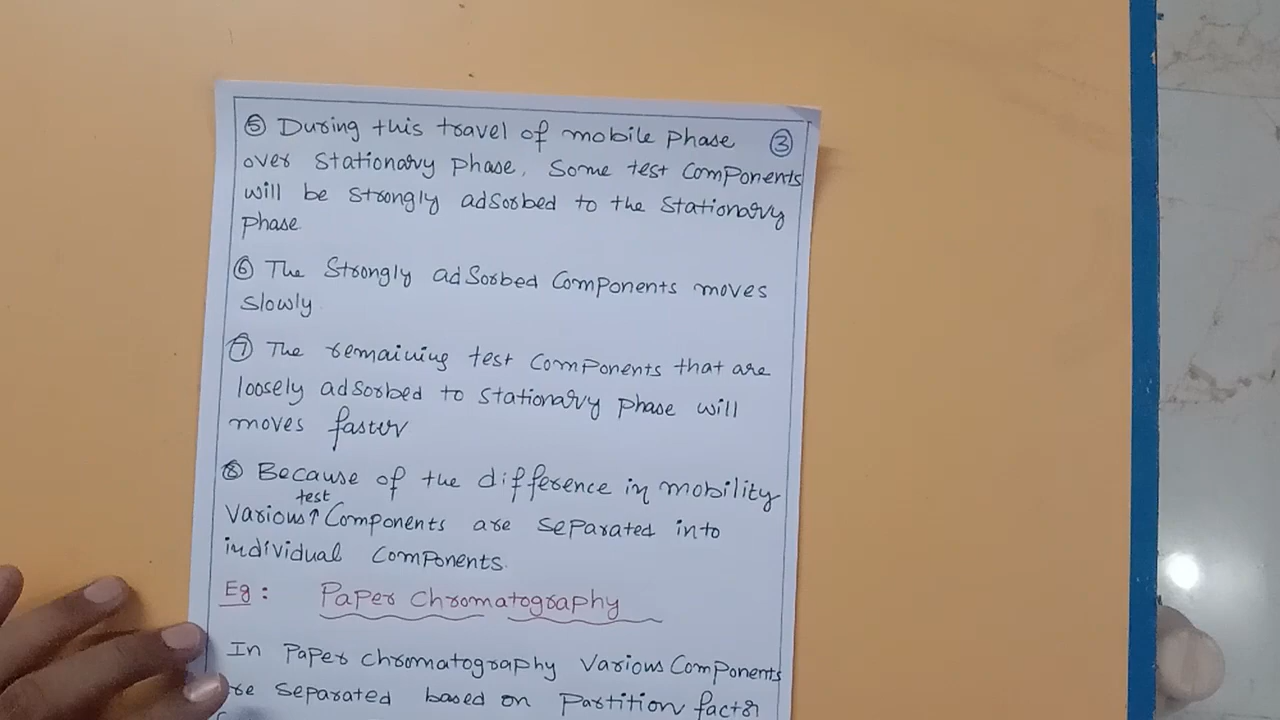 ⑤ During this travel of mobile phase ③
over Stationary phase, Some test Components
will be Strongly adsorbed to the Stationary
phase.
⑥ The Strongly adsorbed Components moves
Slowly.
⑦ The remaining test Components that are
loosely adsorbed to Stationary phase will
moves faster
⑧ Because of the difference in mobility
Various ↑ test Components are Separated into
individual Components.
Eg : Paper Chromatography
In Paper chromatography Various Components
Separated based on Partition factor